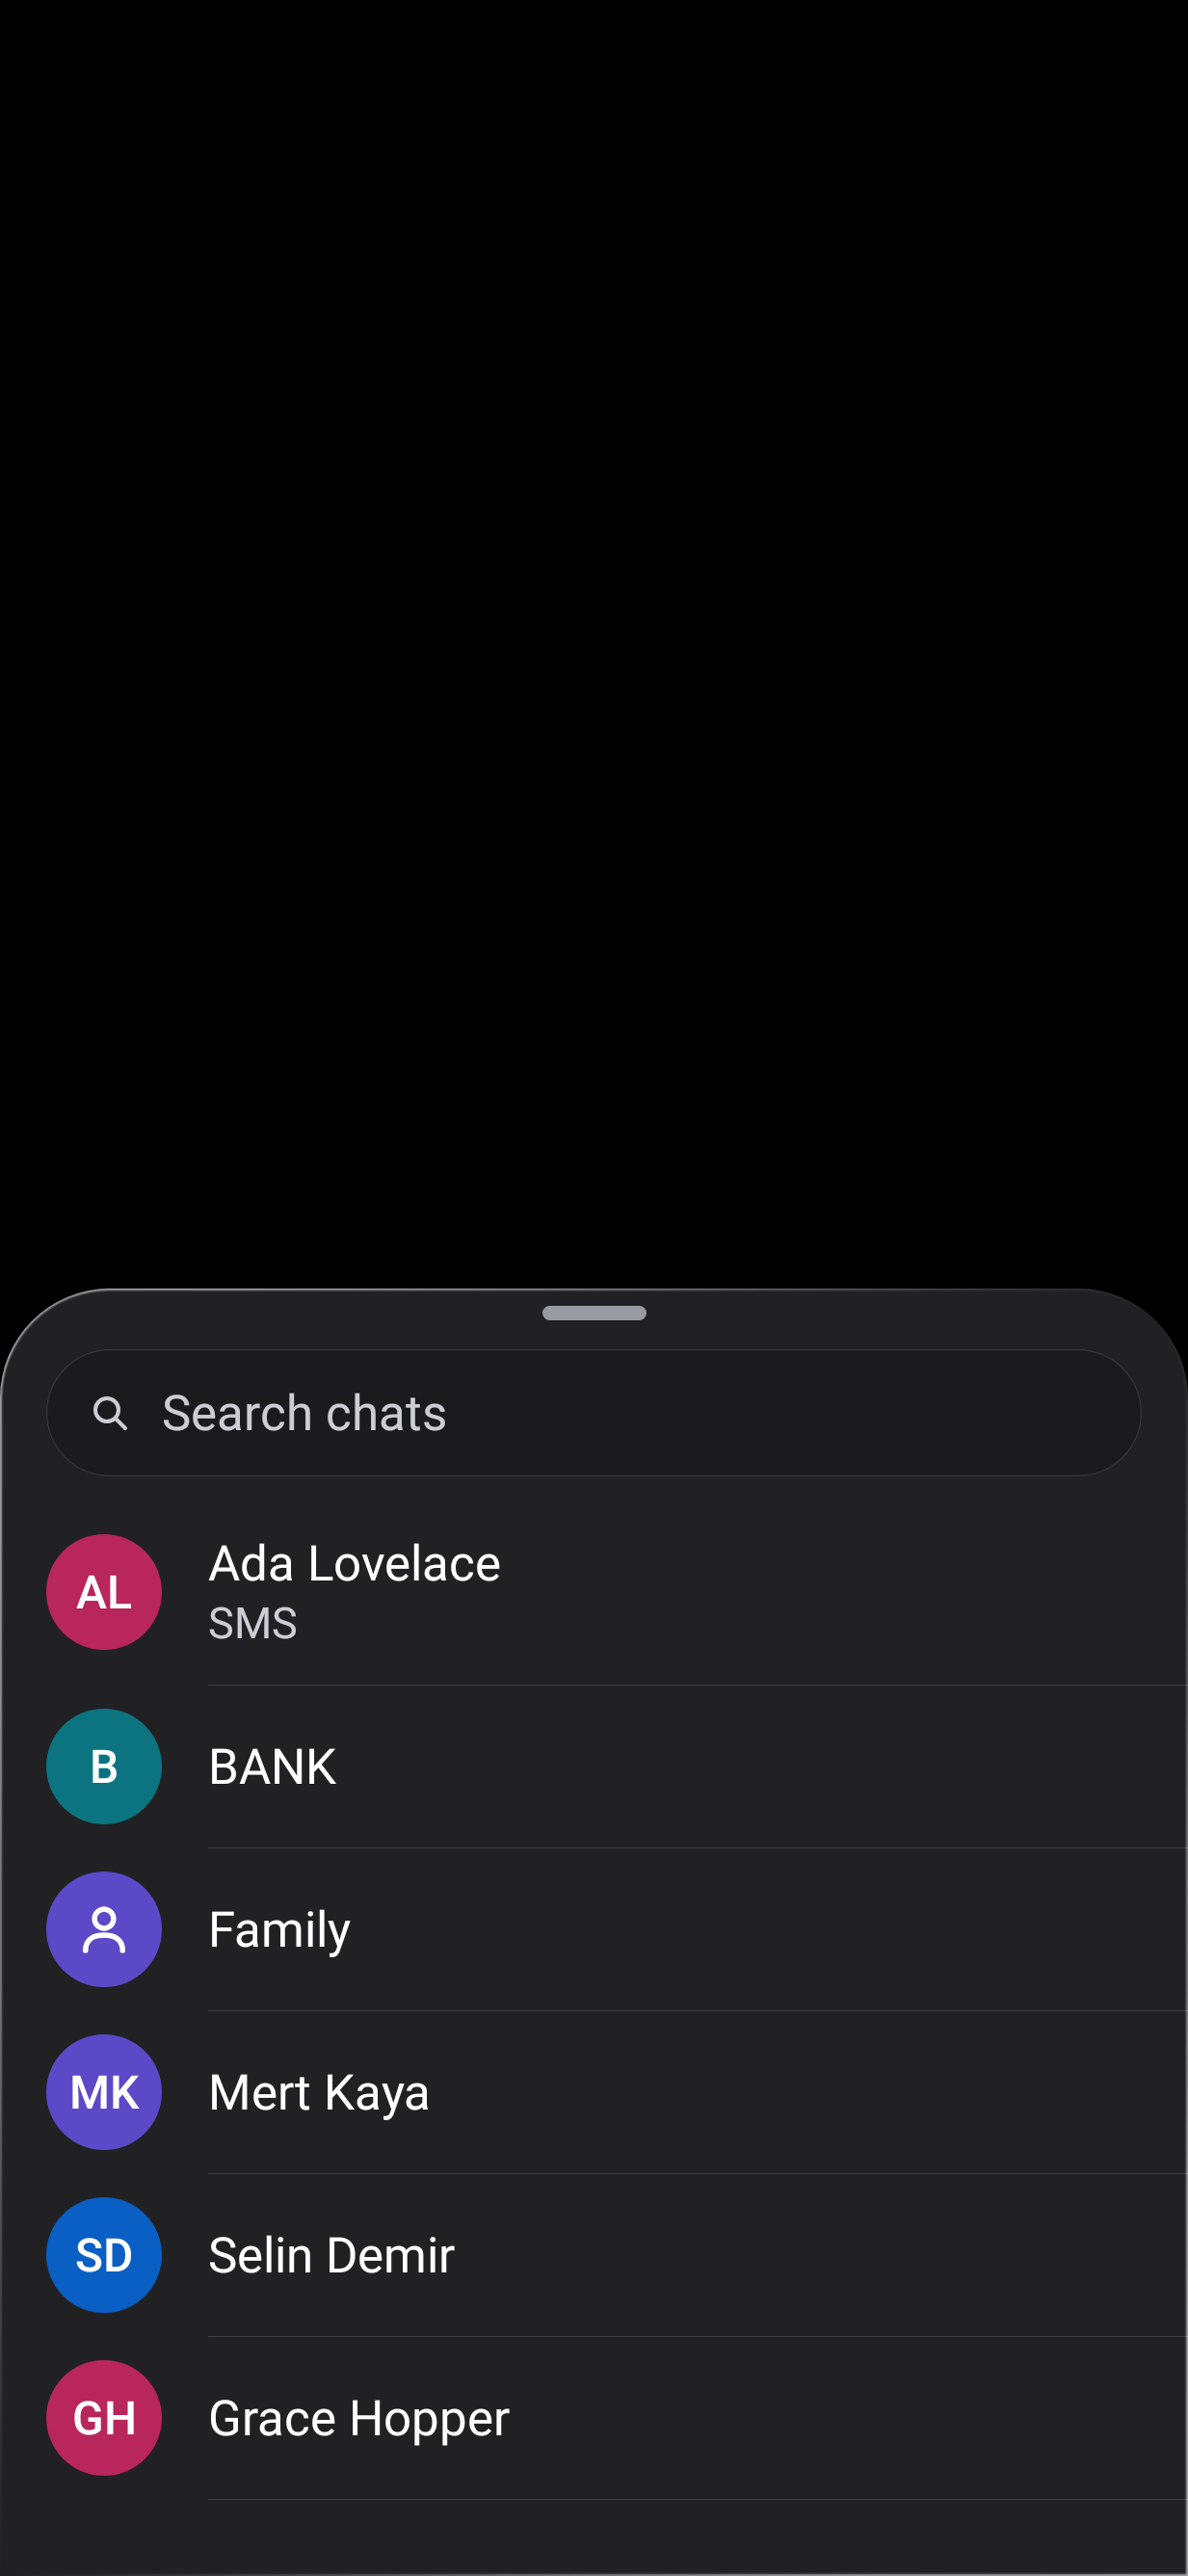 Search chats
AL
Ada Lovelace
SMS
B
BANK
Family
MK
Mert Kaya
SD
Selin Demir
GH
Grace Hopper